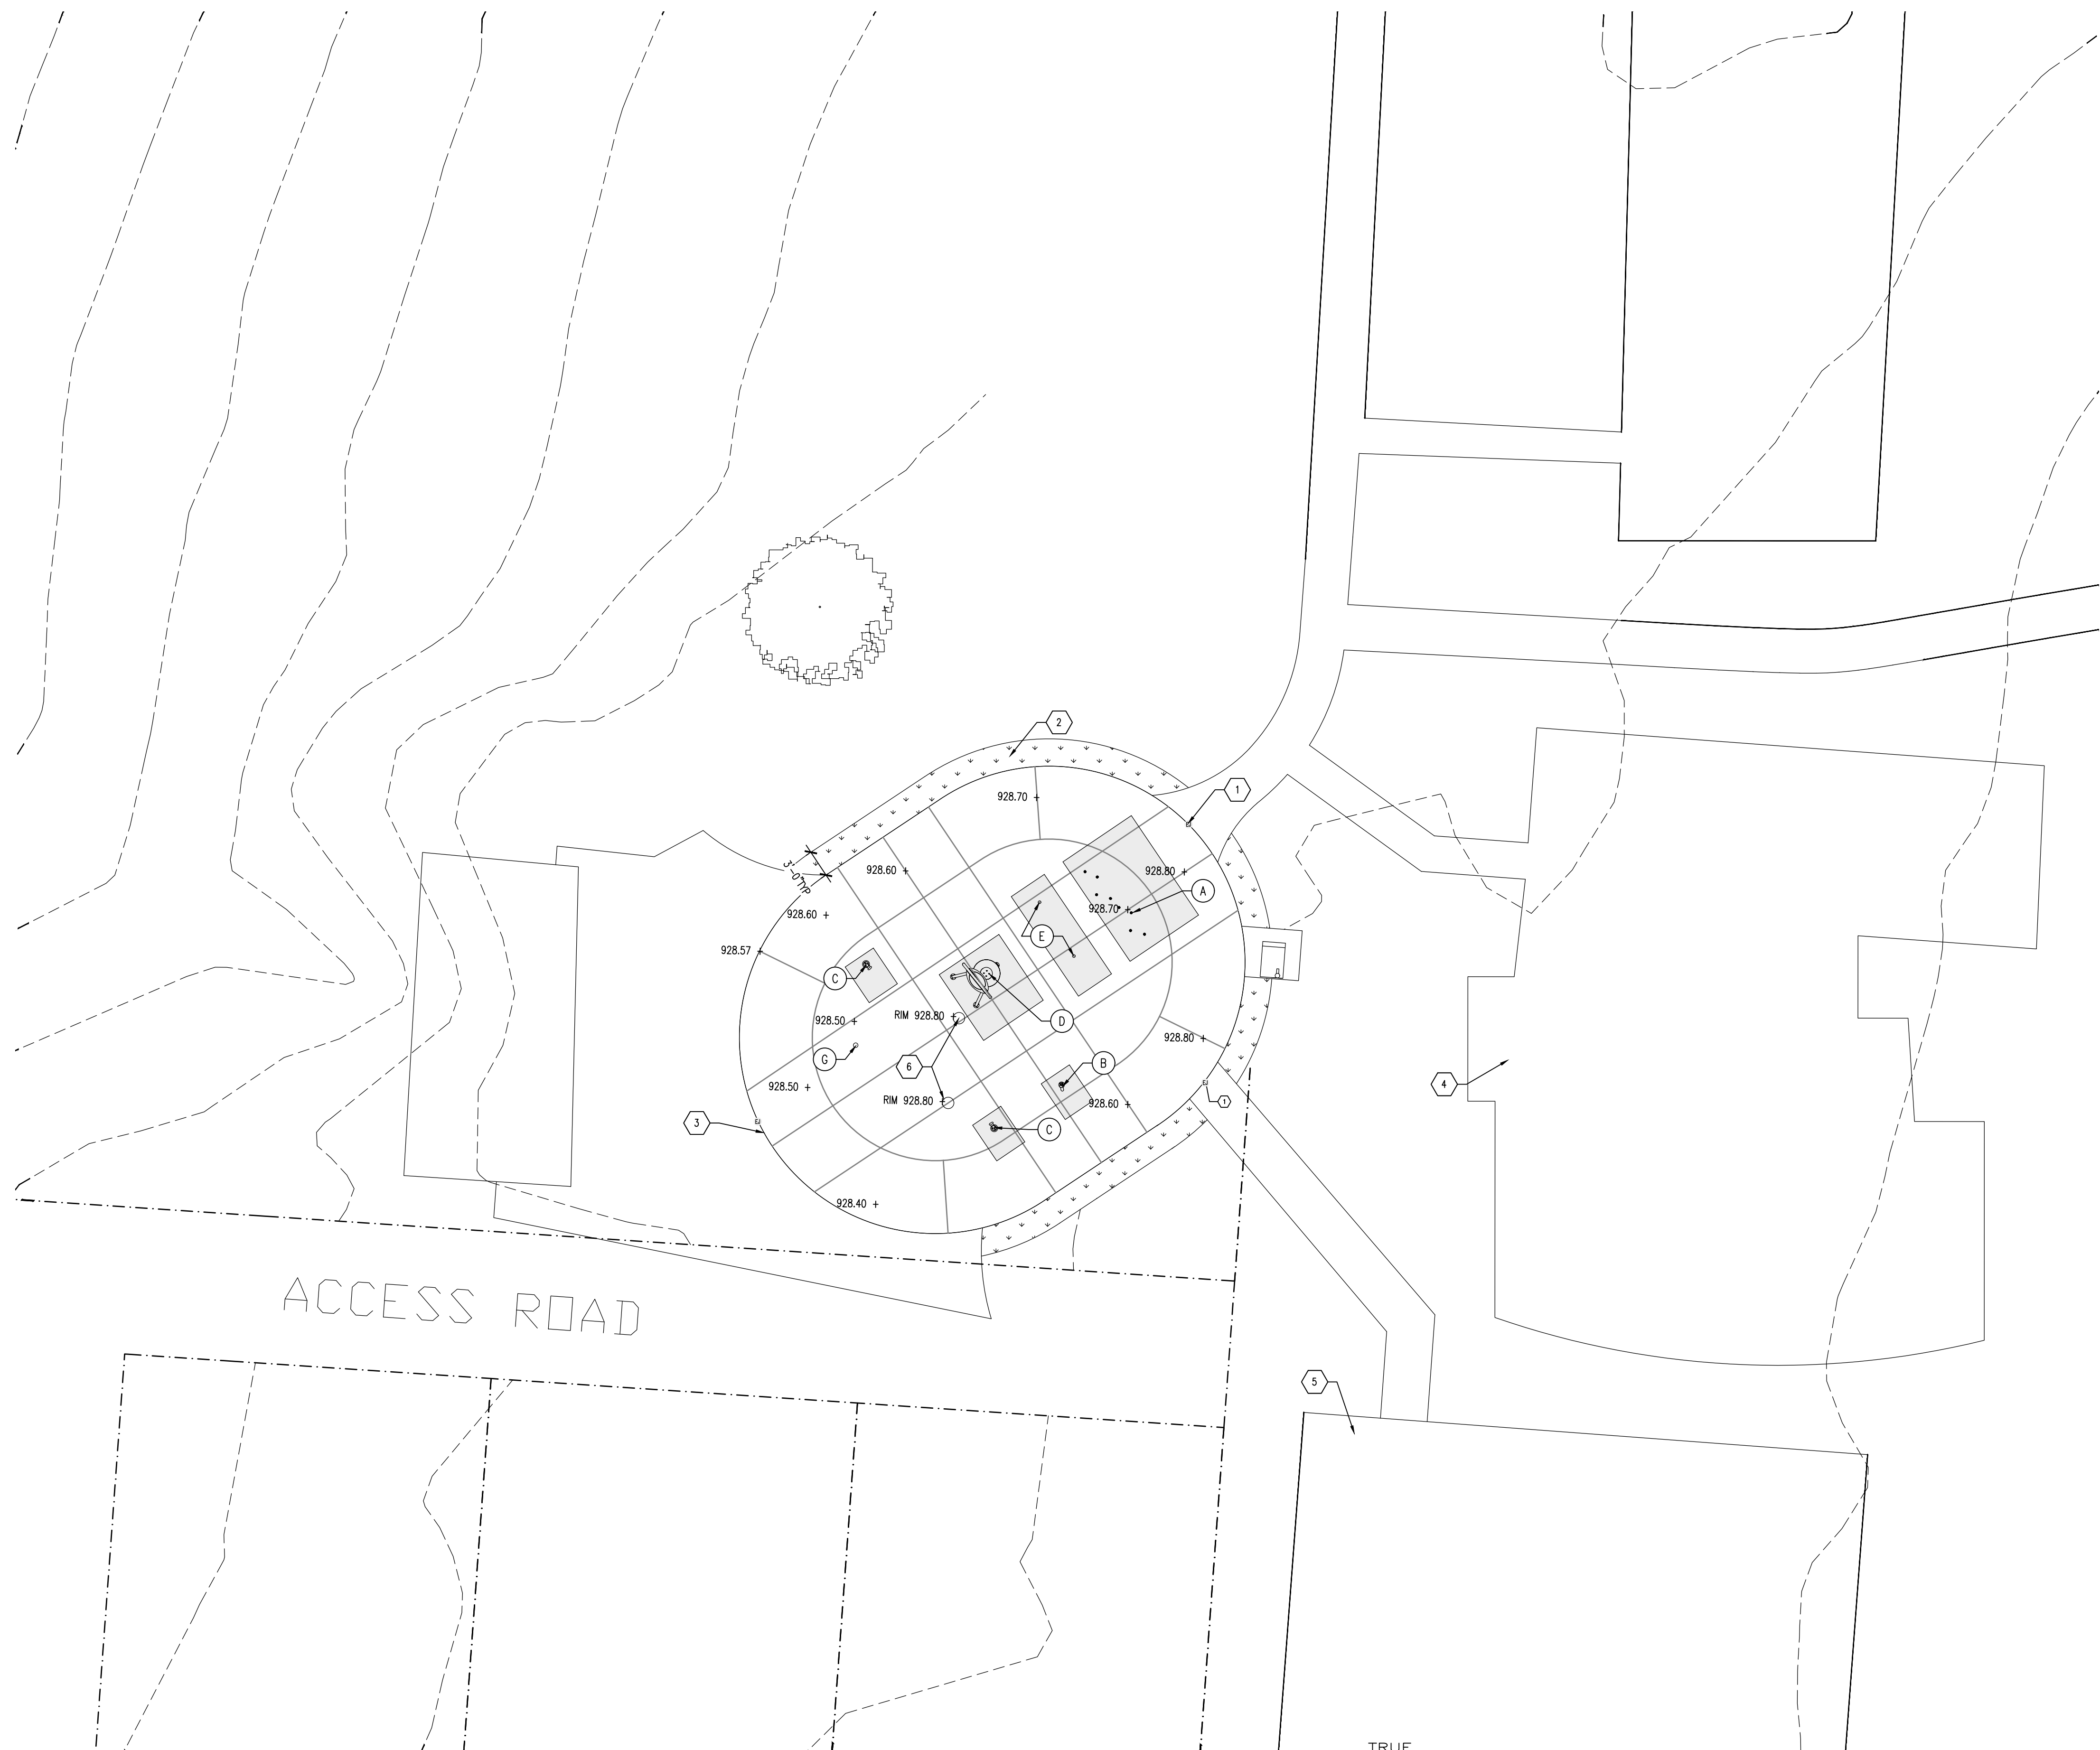 2
1
928.70 +
3'-0" TYP
928.60 +
928.80 +
A
928.60 +
928.70 +
E
928.57 +
C
RIM 928.80 +
928.50 +
D
928.80 +
G
6
B
4
928.50 +
RIM 928.80 +
928.60 +
1
3
C
928.40 +
ACCESS ROAD
5
TRUE